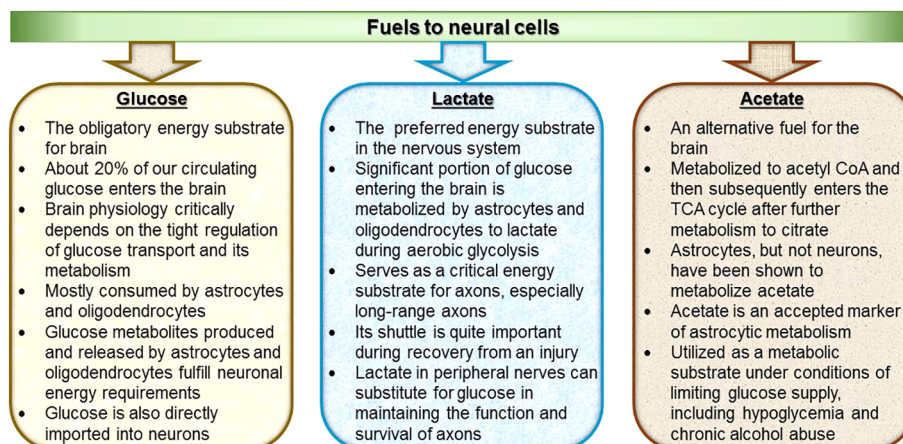 Fuels to neural cells
Glucose
• The obligatory energy substrate
for brain
• About 20% of our circulating
glucose enters the brain
• Brain physiology critically
depends on the tight regulation
of glucose transport and its
metabolism
• Mostly consumed by astrocytes
and oligodendrocytes
• Glucose metabolites produced
and released by astrocytes and
oligodendrocytes fulfill neuronal
energy requirements
• Glucose is also directly
imported into neurons
Lactate
• The preferred energy substrate
in the nervous system
• Significant portion of glucose
entering the brain is
metabolized by astrocytes and
oligodendrocytes to lactate
during aerobic glycolysis
• Serves as a critical energy
substrate for axons, especially
long-range axons
• Its shuttle is quite important
during recovery from an injury
• Lactate in peripheral nerves can
substitute for glucose in
maintaining the function and
survival of axons
Acetate
• An alternative fuel for the
brain
• Metabolized to acetyl CoA and
then subsequently enters the
TCA cycle after further
metabolism to citrate
• Astrocytes, but not neurons,
have been shown to
metabolize acetate
• Acetate is an accepted marker
of astrocytic metabolism
• Utilized as a metabolic
substrate under conditions of
limiting glucose supply,
including hypoglycemia and
chronic alcohol abuse